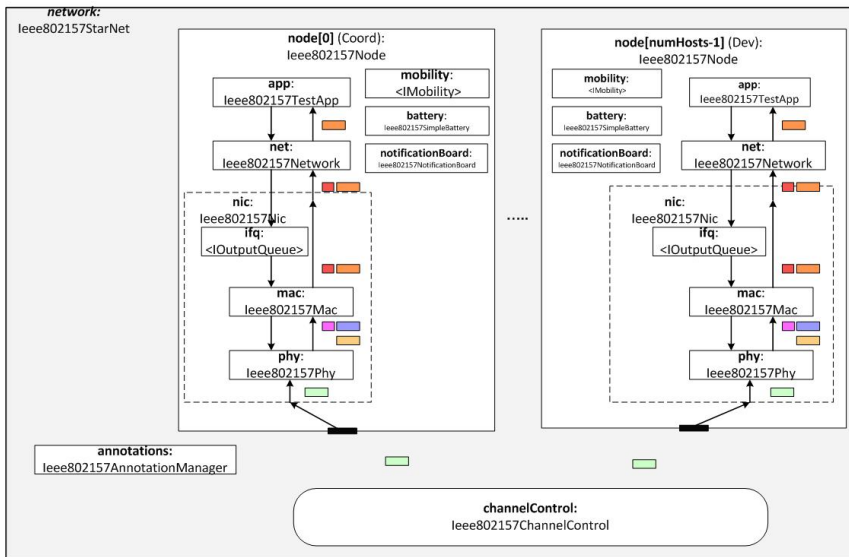 network:
Ieee802157StarNet
node[0] (Coord):
Ieee802157Node
app:
Ieee802157TestApp
mobility:
<IMobility>
battery:
Ieee802157SimpleBattery
net:
Ieee802157Network
notificationBoard:
Ieee802157NotificationBoard
nic:
Ieee802157Nic
ifq:
<IOutputQueue>
mac:
Ieee802157Mac
phy:
Ieee802157Phy
.....
node[numHosts-1] (Dev):
Ieee802157Node
mobility:
<IMobility>
app:
Ieee802157TestApp
battery:
Ieee802157SimpleBattery
notificationBoard:
Ieee802157NotificationBoard
net:
Ieee802157Network
nic:
Ieee802157Nic
ifq:
<IOutputQueue>
mac:
Ieee802157Mac
phy:
Ieee802157Phy
annotations:
Ieee802157AnnotationManager
channelControl:
Ieee802157ChannelControl